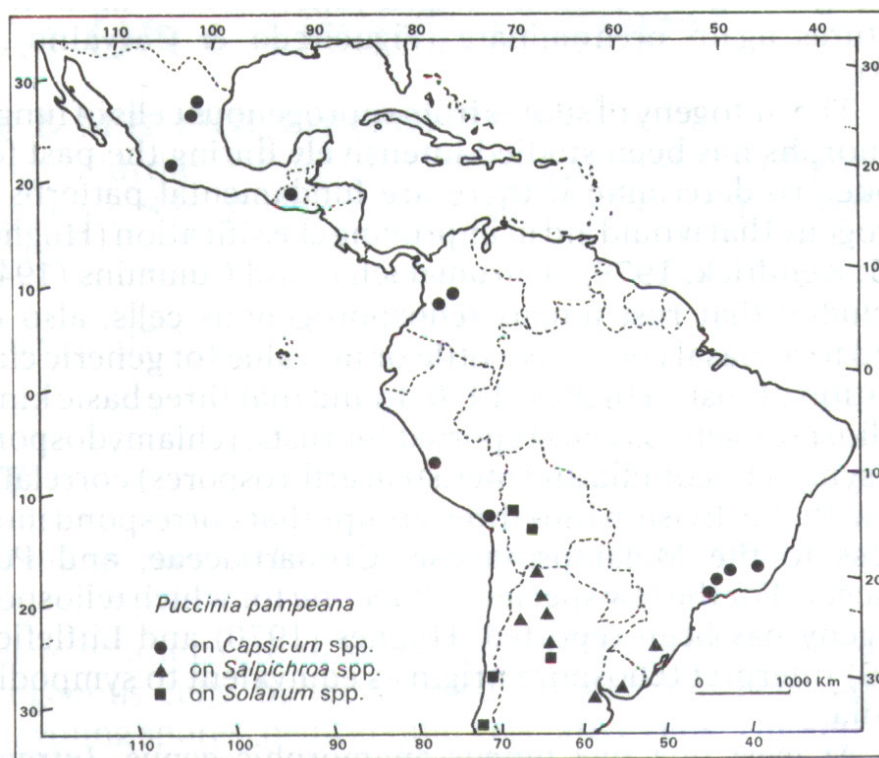 110 100 90 80 70 60 50 40
30 30
20 20
10 10
0 0
10 10
20 20
30 30
Puccinia pampeana
● on Capsicum spp.
▲ on Salpichroa spp.
■ on Solanum spp.
1000 Km
110 100 90 80 70 60 50 40